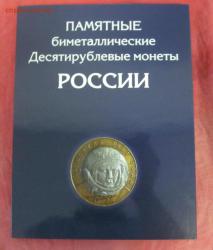 ПАМЯТНЫЕ
биметаллические
Десятирублевые монеты
РОССИИ